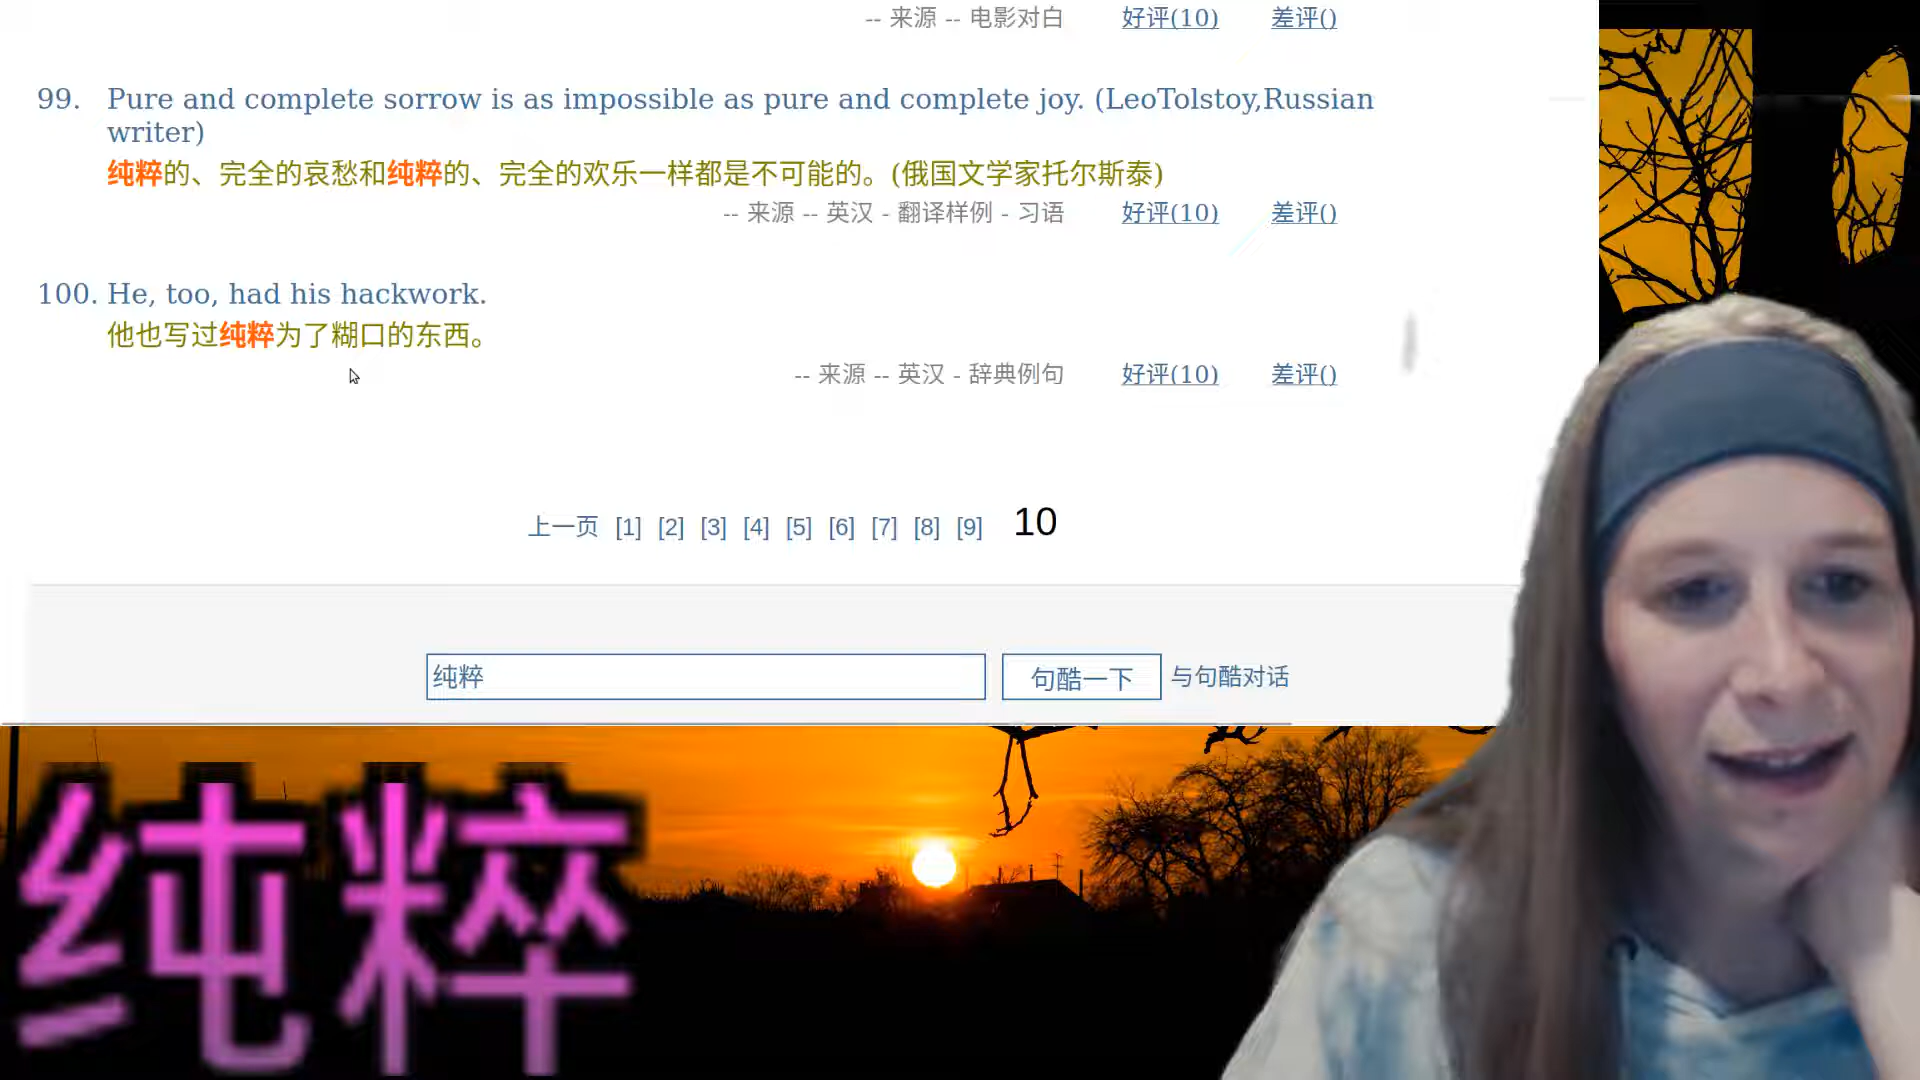 -- 来源 -- 电影对白 好评(10) 差评()
99. Pure and complete sorrow is as impossible as pure and complete joy. (LeoTolstoy,Russian
writer)
纯粹的、完全的哀愁和纯粹的、完全的欢乐一样都是不可能的。(俄国文学家托尔斯泰)
-- 来源 -- 英汉 - 翻译样例 - 习语 好评(10) 差评()
100. He, too, had his hackwork.
他也写过纯粹为了糊口的东西。
-- 来源 -- 英汉 - 辞典例句 好评(10) 差评()
上一页 [1] [2] [3] [4] [5] [6] [7] [8] [9] 10
纯粹 句酷一下 与句酷对话
纯粹